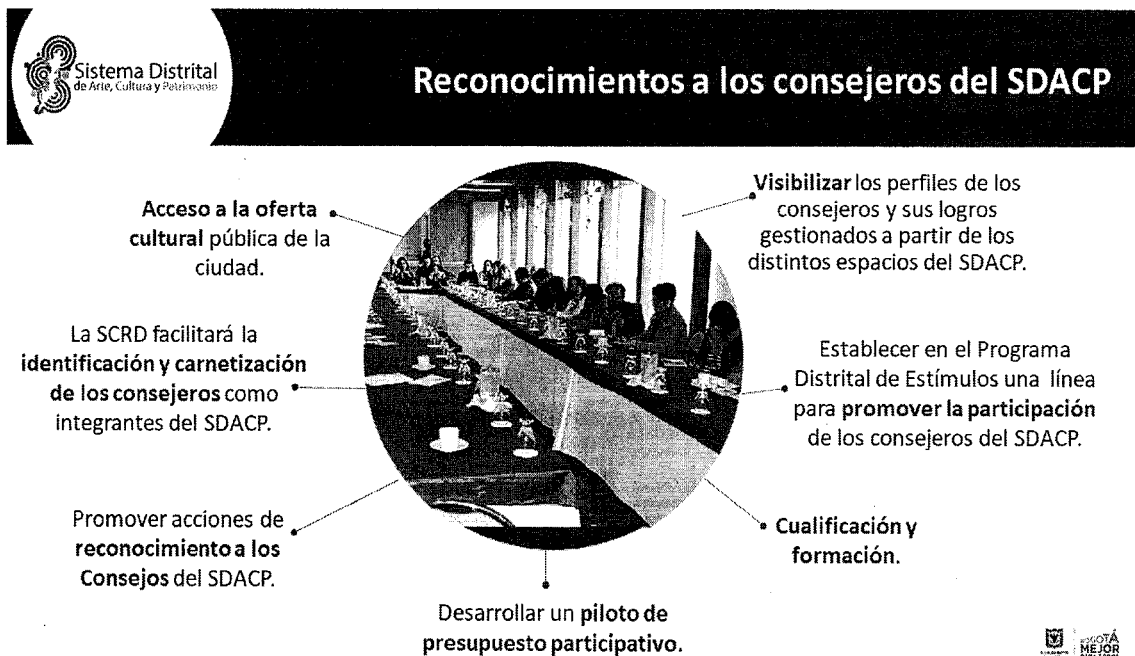 Sistema Distrital
de Arte, Cultura y Patrimonio
Reconocimientos a los consejeros del SDACP
Acceso a la oferta
cultural pública de la
ciudad.
La SCRD facilitará la
identificación y carnetización
de los consejeros como
integrantes del SDACP.
Promover acciones de
reconocimiento a los
Consejos del SDACP.
Desarrollar un piloto de
presupuesto participativo.
Visibilizar los perfiles de los
consejeros y sus logros
gestionados a partir de los
distintos espacios del SDACP.
Establecer en el Programa
Distrital de Estímulos una línea
para promover la participación
de los consejeros del SDACP.
Cualificación y
formación.
BOGOTÁ
MEJOR